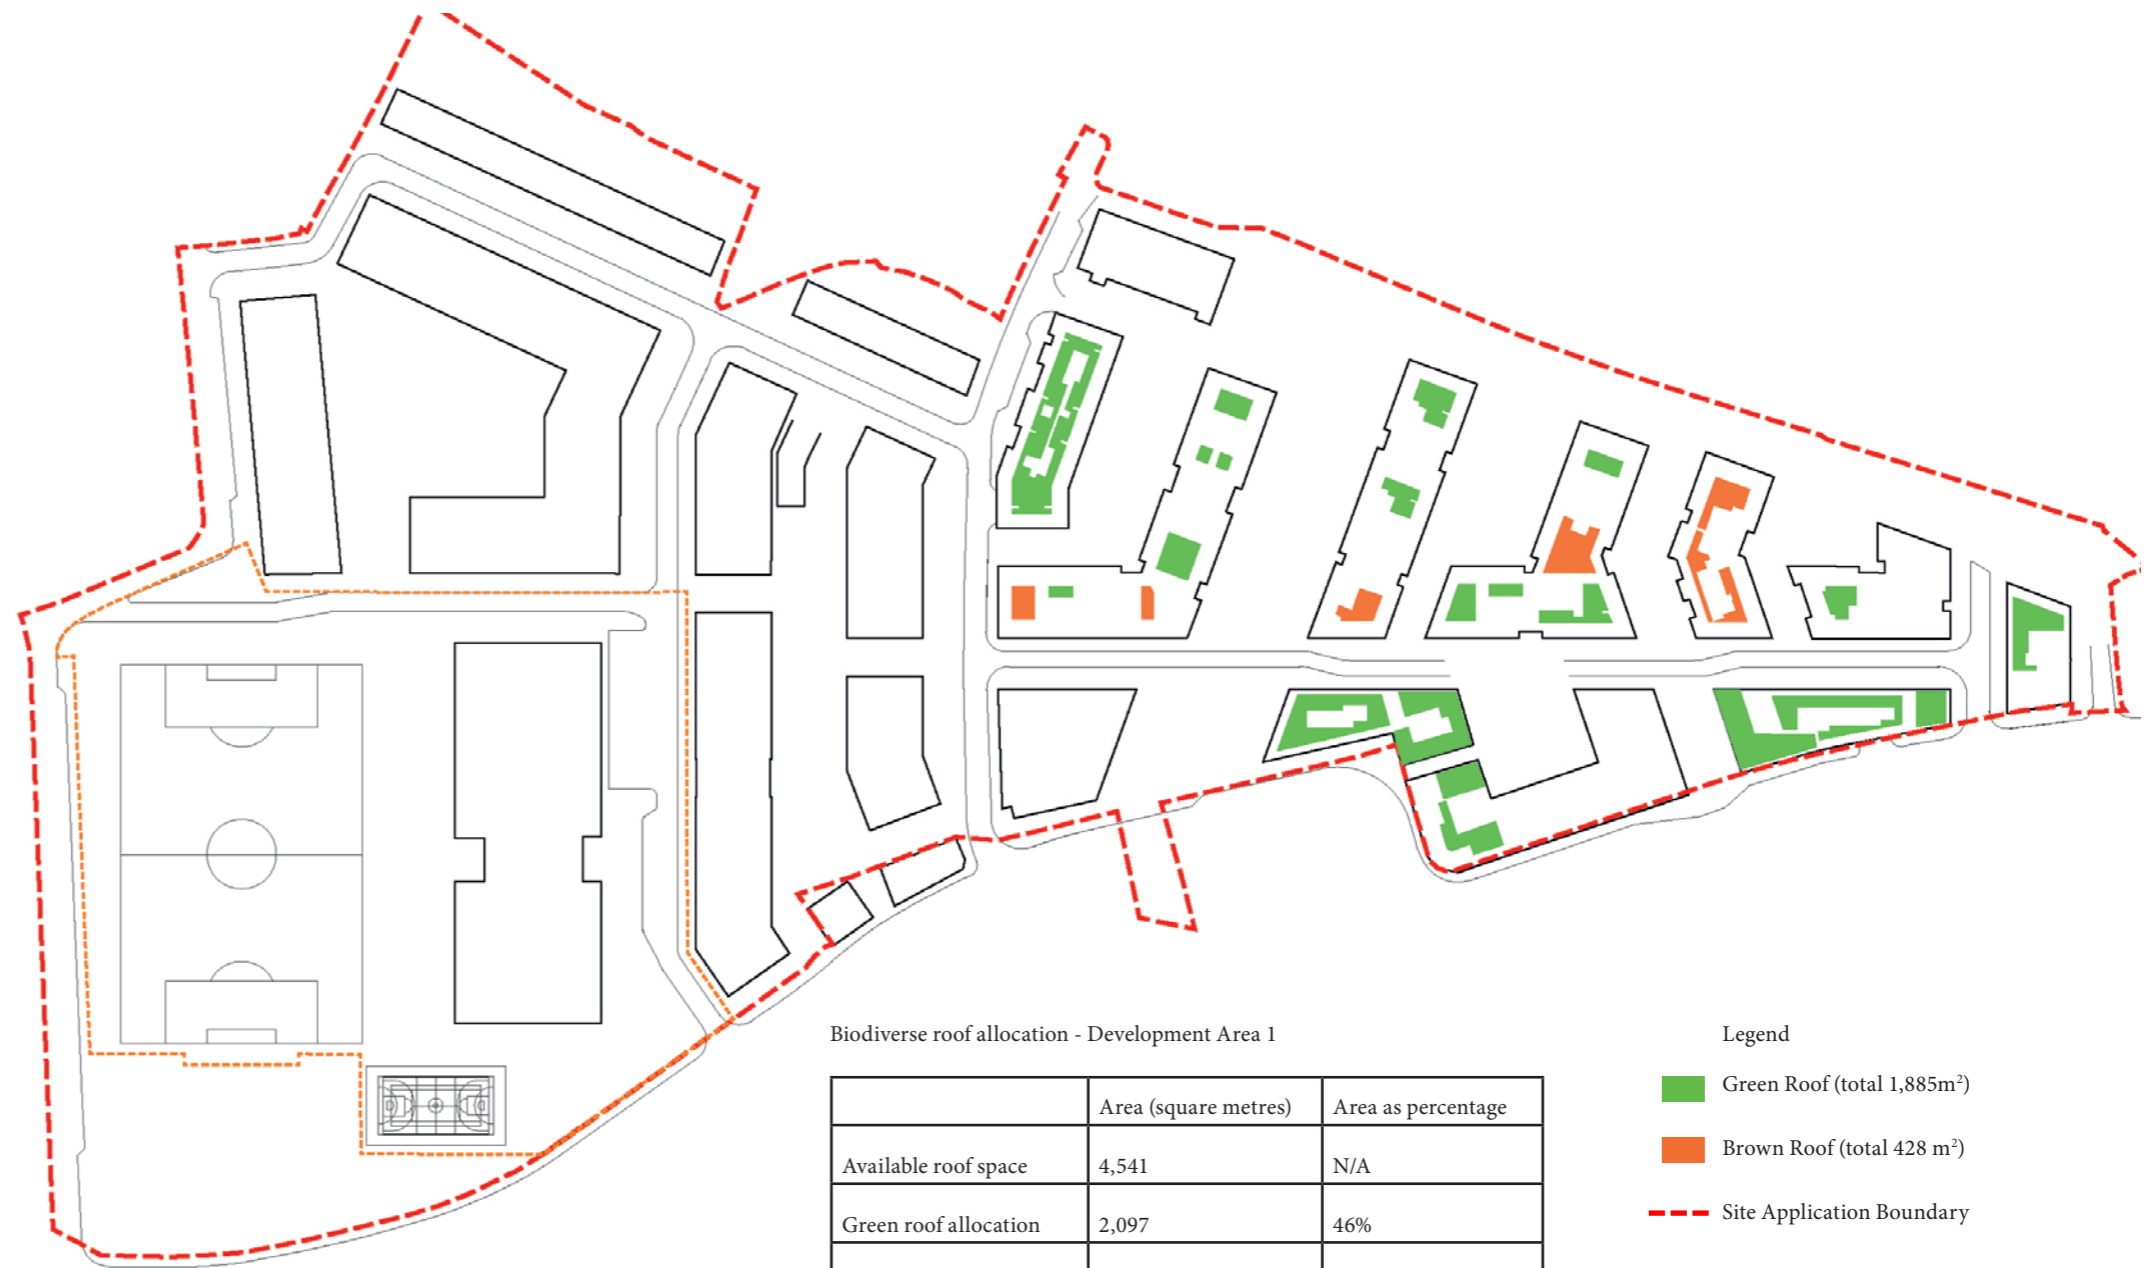 Biodiverse roof allocation - Development Area 1
Area (square metres) Area as percentage
Available roof space 4,541 N/A
Green roof allocation 2,097 46%
Legend
Green Roof (total 1,885m²)
Brown Roof (total 428 m²)
Site Application Boundary